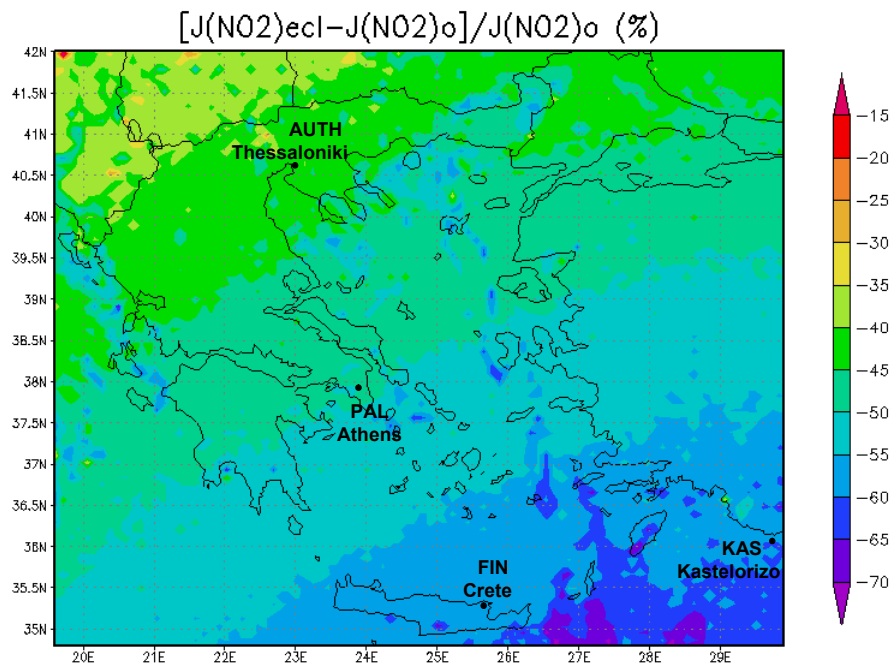 [J(NO2)ecl-J(NO2)o]/J(NO2)o (%)
42N
41.5N
41N
40.5N
40N
39.5N
39N
38.5N
38N
37.5N
37N
36.5N
36N
35.5N
35N
20E
21E
22E
23E
24E
25E
26E
27E
28E
29E
AUTH
Thessaloniki
PAL
Athens
FIN
Crete
KAS
Kastelorizo
-15
-20
-25
-30
-35
-40
-45
-50
-55
-60
-65
-70